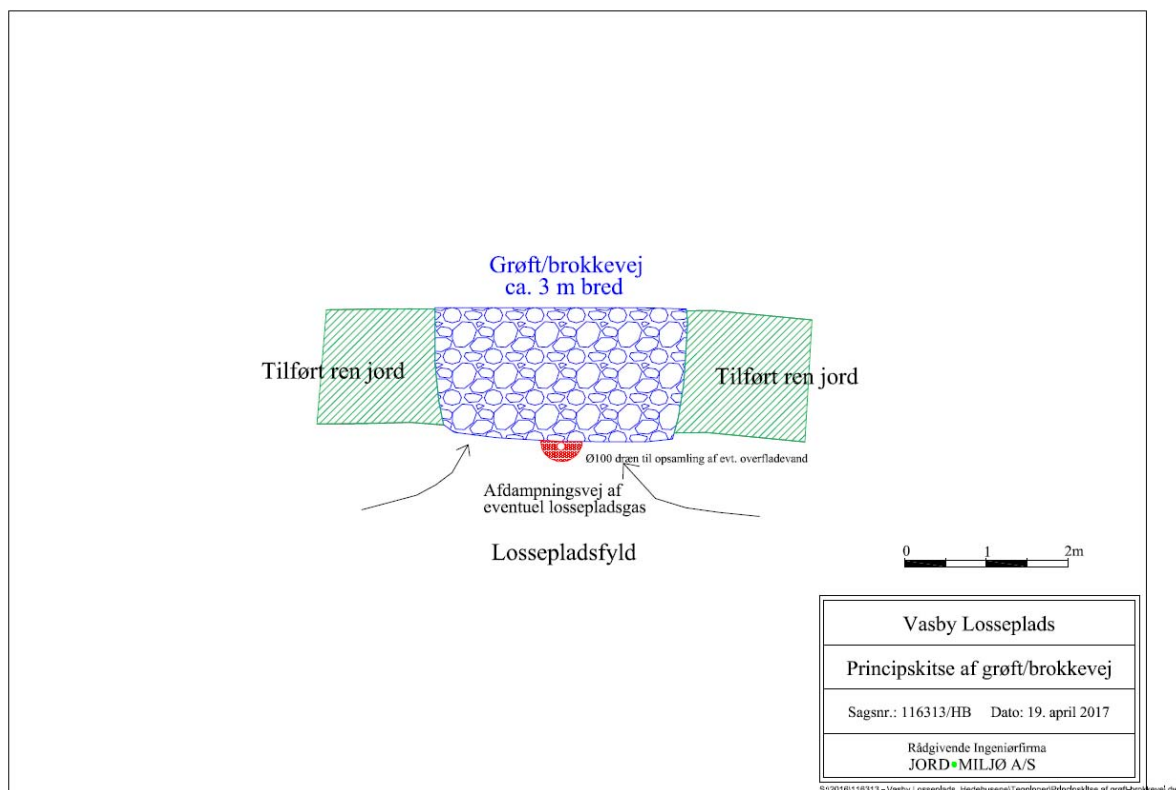 Grøft/brokkevej
ca. 3 m bred
Tilført ren jord
Tilført ren jord
Ø100 dræn til opsamling af evt. overfladevand
Afdampningsvej af
eventuel lossepladsgas
Lossepladsfyld
0 1 2m
Vasby Losseplads
Principskitse af grøft/brokkevej
Sagsnr.: 116313/HB Dato: 19. april 2017
Rådgivende Ingeniørfirma
JORD•MILJØ A/S